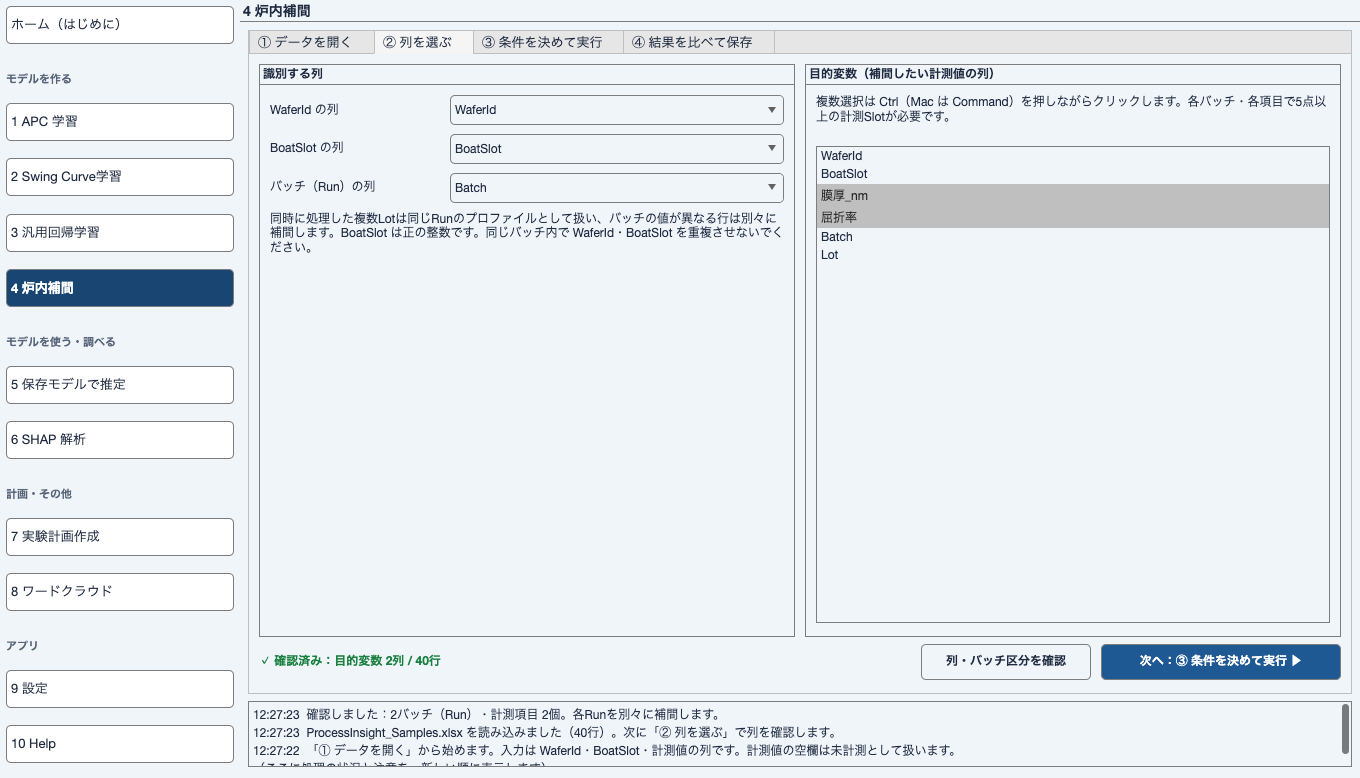 ホーム（はじめに）
モデルを作る
1 APC 学習
2 Swing Curve学習
3 汎用回帰学習
4 炉内補間
モデルを使う・調べる
5 保存モデルで推定
6 SHAP 解析
計画・その他
7 実験計画作成
8 ワードクラウド
アプリ
9 設定
10 Help
4 炉内補間
① データを開く
② 列を選ぶ
③ 条件を決めて実行
④ 結果を比べて保存
識別する列
WaferId の列
WaferId
BoatSlot の列
BoatSlot
バッチ（Run）の列
Batch
同時に処理した複数Lotは同じRunのプロファイルとして扱い、バッチの値が異なる行は別々に
補間します。BoatSlot は正の整数です。同じバッチ内で WaferId・BoatSlot を重複させないでく
ださい。
目的変数（補間したい計測値の列）
複数選択は Ctrl（Mac は Command）を押しながらクリックします。各バッチ・各項目で5点以
上の計測Slotが必要です。
WaferId
BoatSlot
膜厚_nm
屈折率
Batch
Lot
✓ 確認済み：目的変数 2列 / 40行
列・バッチ区分を確認
次へ：③ 条件を決めて実行 ▶
12:27:23 確認しました：2バッチ（Run）・計測項目 2個。各Runを別々に補間します。
12:27:23 ProcessInsight_Samples.xlsx を読み込みました（40行）。次に「② 列を選ぶ」で列を確認します。
12:27:22 「① データを開く」から始めます。入力は WaferId・BoatSlot・計測値の列です。計測値の空欄は未計測として扱います。